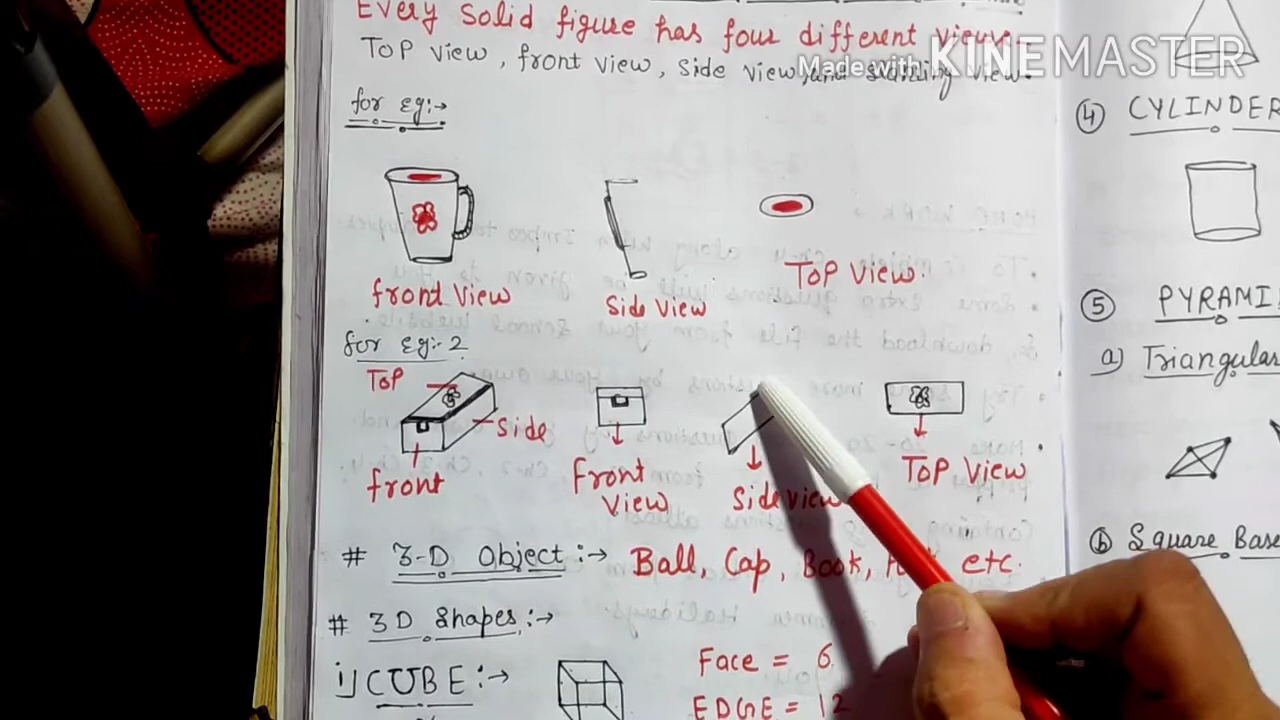 Every Solid figure has four different views.
Top view, front view, side view and
Made with KINEMASTER
for eg:→
front view
Side view
Top view.
for eg:- 2
Top
Side
front
Front
View
Side view
Top View
# 3-D Object :→ Ball, Cap, Book, etc.
# 3D Shapes :→
i) CUBE :→
Face = 6
EDGE = 12
④ CYLINDER
⑤ PYRAMI
a) Triangular
ⓑ Square Base